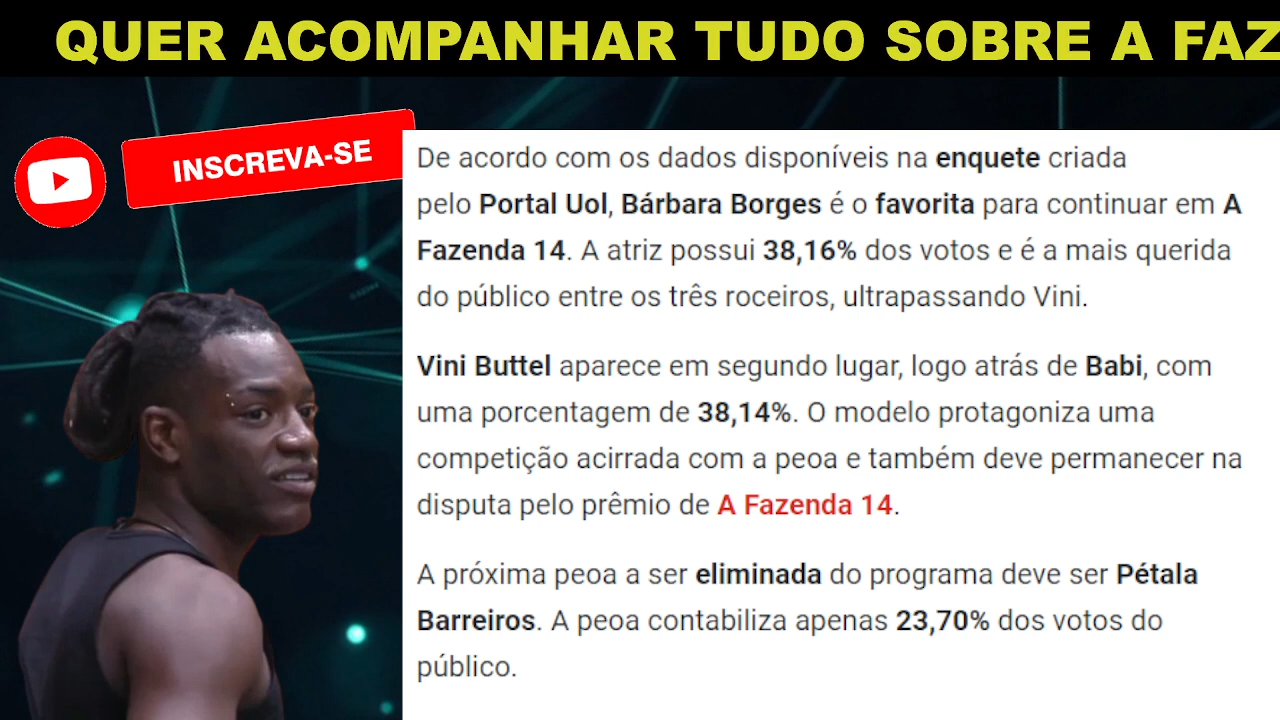 QUER ACOMPANHAR TUDO SOBRE A FAZ
INSCREVA-SE
De acordo com os dados disponíveis na enquete criada
pelo Portal Uol, Bárbara Borges é o favorita para continuar em A
Fazenda 14. A atriz possui 38,16% dos votos e é a mais querida
do público entre os três roceiros, ultrapassando Vini.
Vini Buttel aparece em segundo lugar, logo atrás de Babi, com
uma porcentagem de 38,14%. O modelo protagoniza uma
competição acirrada com a peoa e também deve permanecer na
disputa pelo prêmio de A Fazenda 14.
A próxima peoa a ser eliminada do programa deve ser Pétala
Barreiros. A peoa contabiliza apenas 23,70% dos votos do
público.